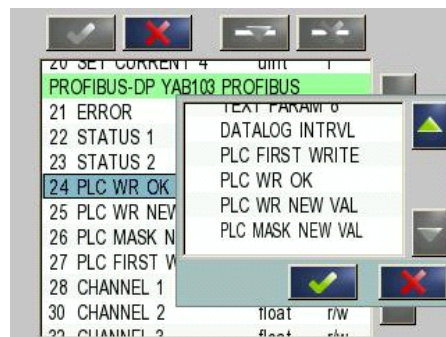 20 SET CURRENT 4 uint r
PROFIBUS-DP YAB103 PROFIBUS
21 ERROR
22 STATUS 1
23 STATUS 2
24 PLC WR OK
25 PLC WR NEW
26 PLC MASK N
27 PLC FIRST W
28 CHANNEL 1
30 CHANNEL 2 float r/w
32 CHANNEL 3 float r/w
TEXT PARAM 8
DATALOG INTRVL
PLC FIRST WRITE
PLC WR OK
PLC WR NEW VAL
PLC MASK NEW VAL